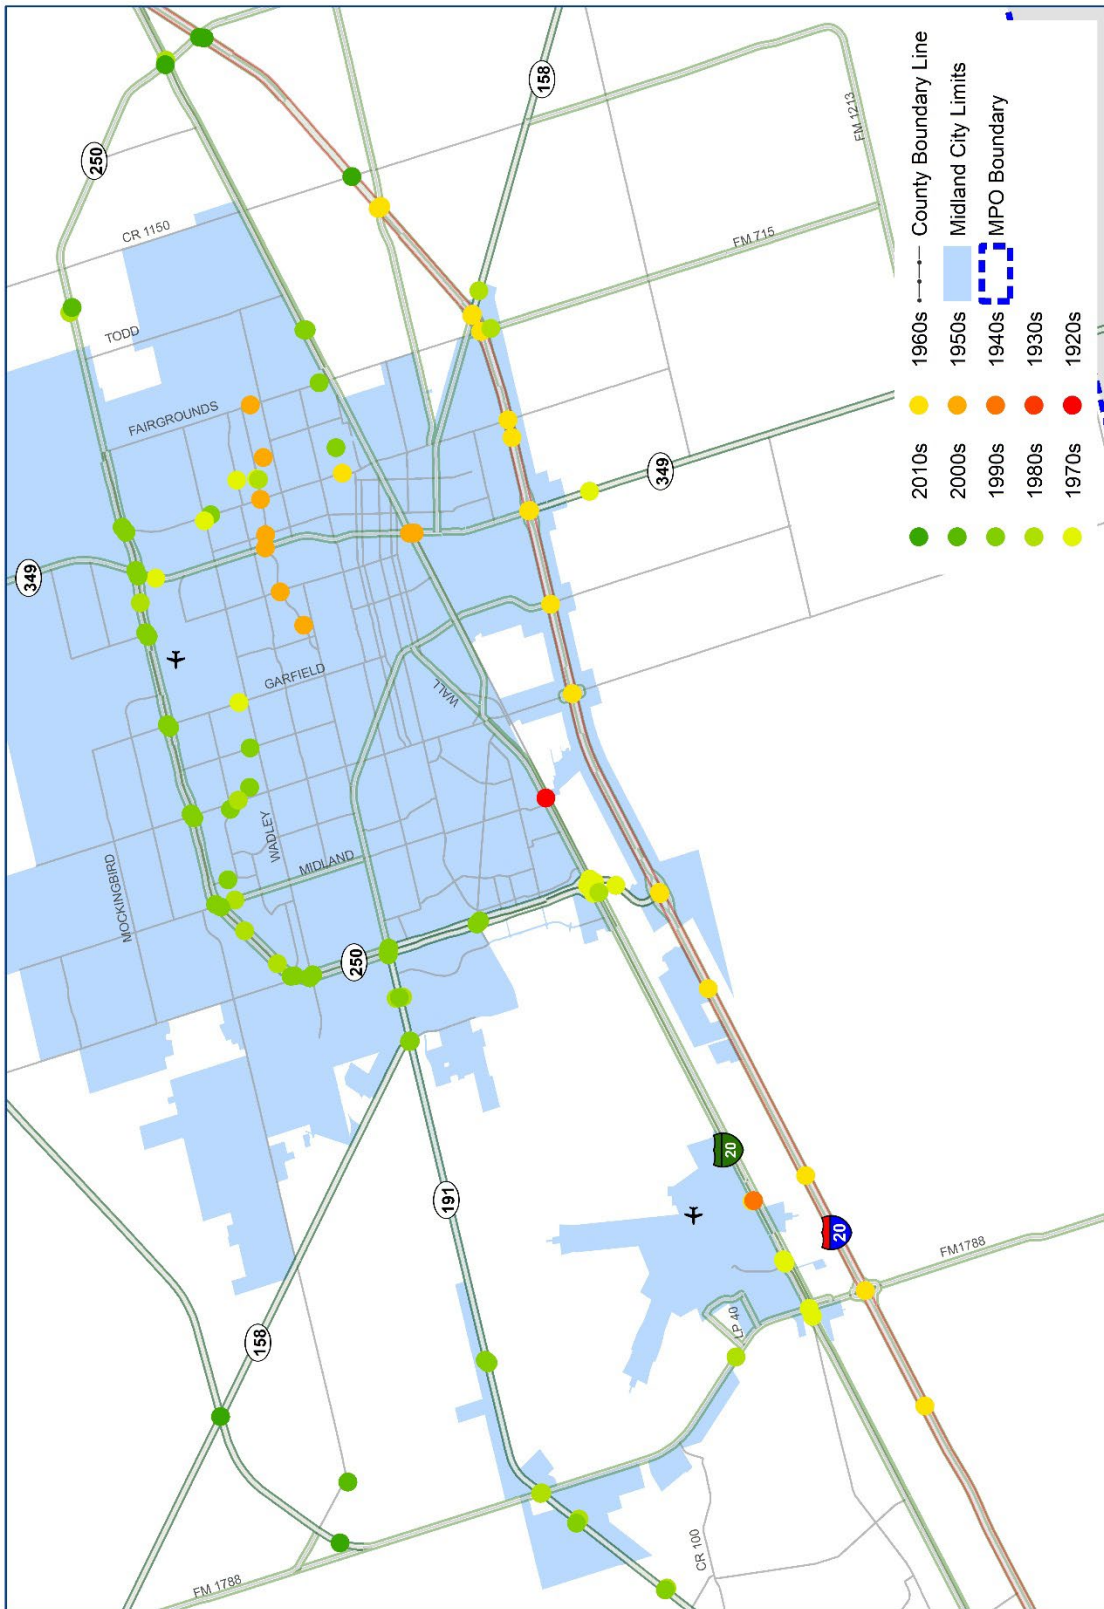 250
158
CR 1150
FM 1213
TODD
FM 715
FAIRGROUNDS
349
349
GARFIELD
WALL
WADLEY
MIDLAND
MOCKINGBIRD
250
191
20
20
FM1788
158
LP 40
CR 100
FM 1788
2010s
2000s
1990s
1980s
1970s
1960s
1950s
1940s
1930s
1920s
County Boundary Line
Midland City Limits
MPO Boundary